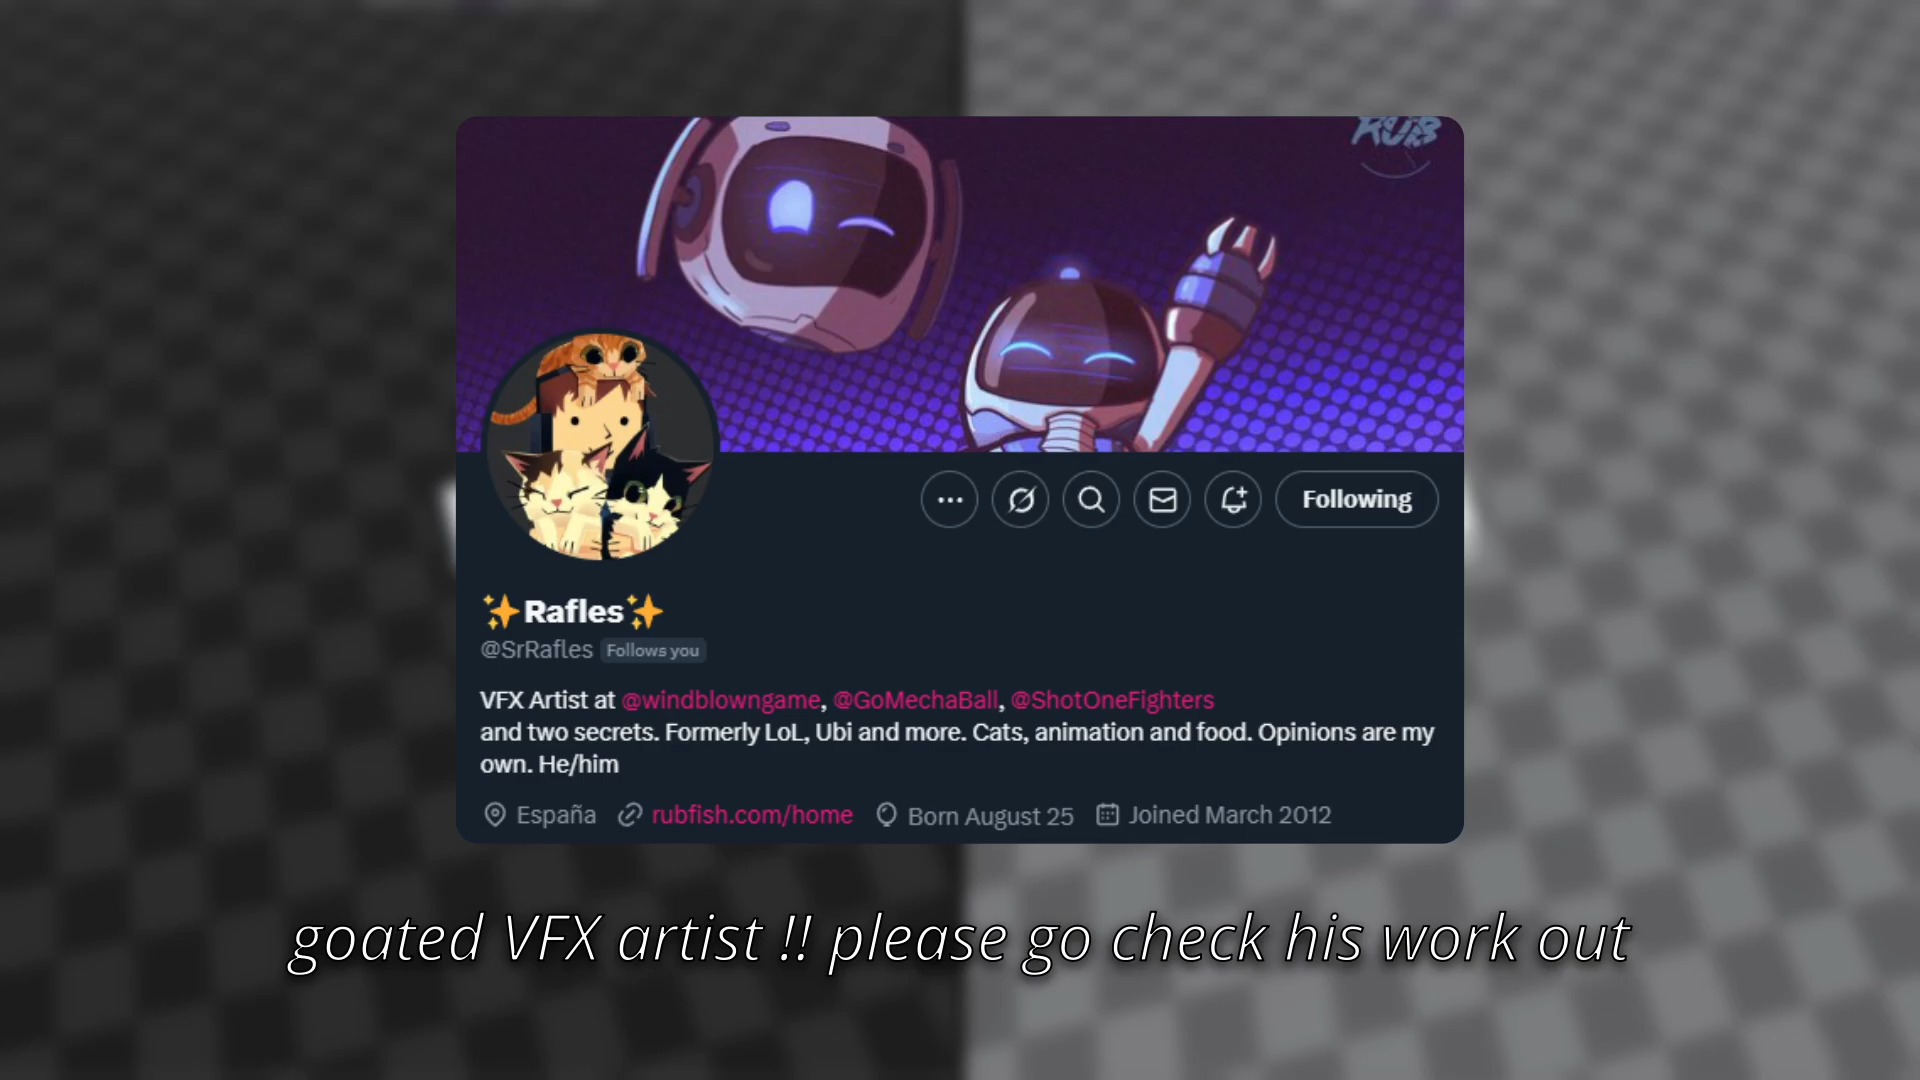 RUB
Following
✨Rafles✨
@SrRafles Follows you
VFX Artist at @windblowngame, @GoMechaBall, @ShotOneFighters
and two secrets. Formerly LoL, Ubi and more. Cats, animation and food. Opinions are my
own. He/him
España rubfish.com/home Born August 25 Joined March 2012
goated VFX artist !! please go check his work out